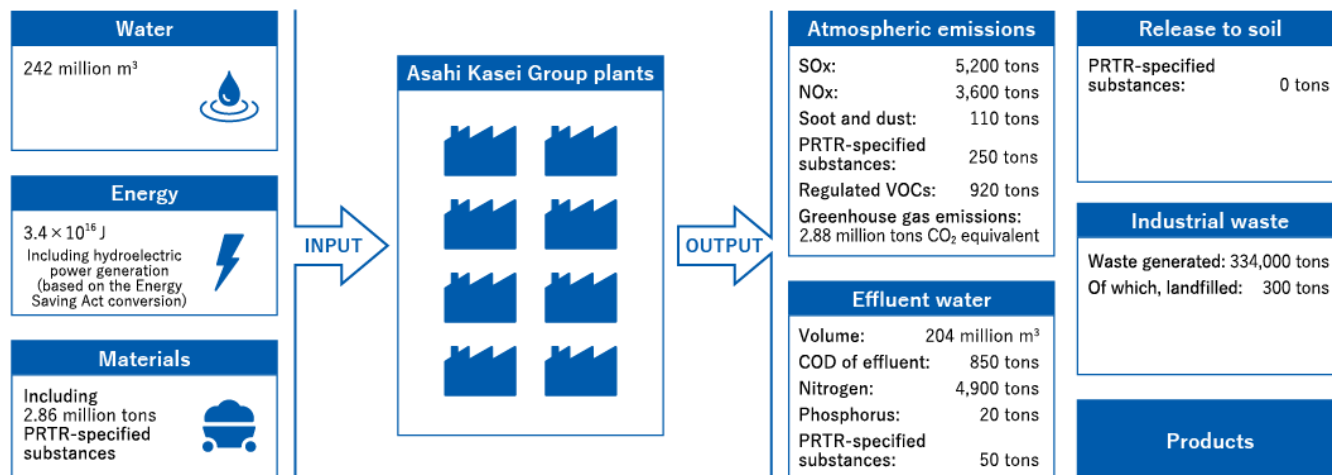 Water
242 million m³
Energy
3.4 × 10¹⁶ J
Including hydroelectric
power generation
(based on the Energy
Saving Act conversion)
Materials
Including
2.86 million tons
PRTR-specified
substances
INPUT
Asahi Kasei Group plants
OUTPUT
Atmospheric emissions
SOx: 5,200 tons
NOx: 3,600 tons
Soot and dust: 110 tons
PRTR-specified
substances: 250 tons
Regulated VOCs: 920 tons
Greenhouse gas emissions:
2.88 million tons CO₂ equivalent
Effluent water
Volume: 204 million m³
COD of effluent: 850 tons
Nitrogen: 4,900 tons
Phosphorus: 20 tons
PRTR-specified
substances: 50 tons
Release to soil
PRTR-specified
substances: 0 tons
Industrial waste
Waste generated: 334,000 tons
Of which, landfilled: 300 tons
Products